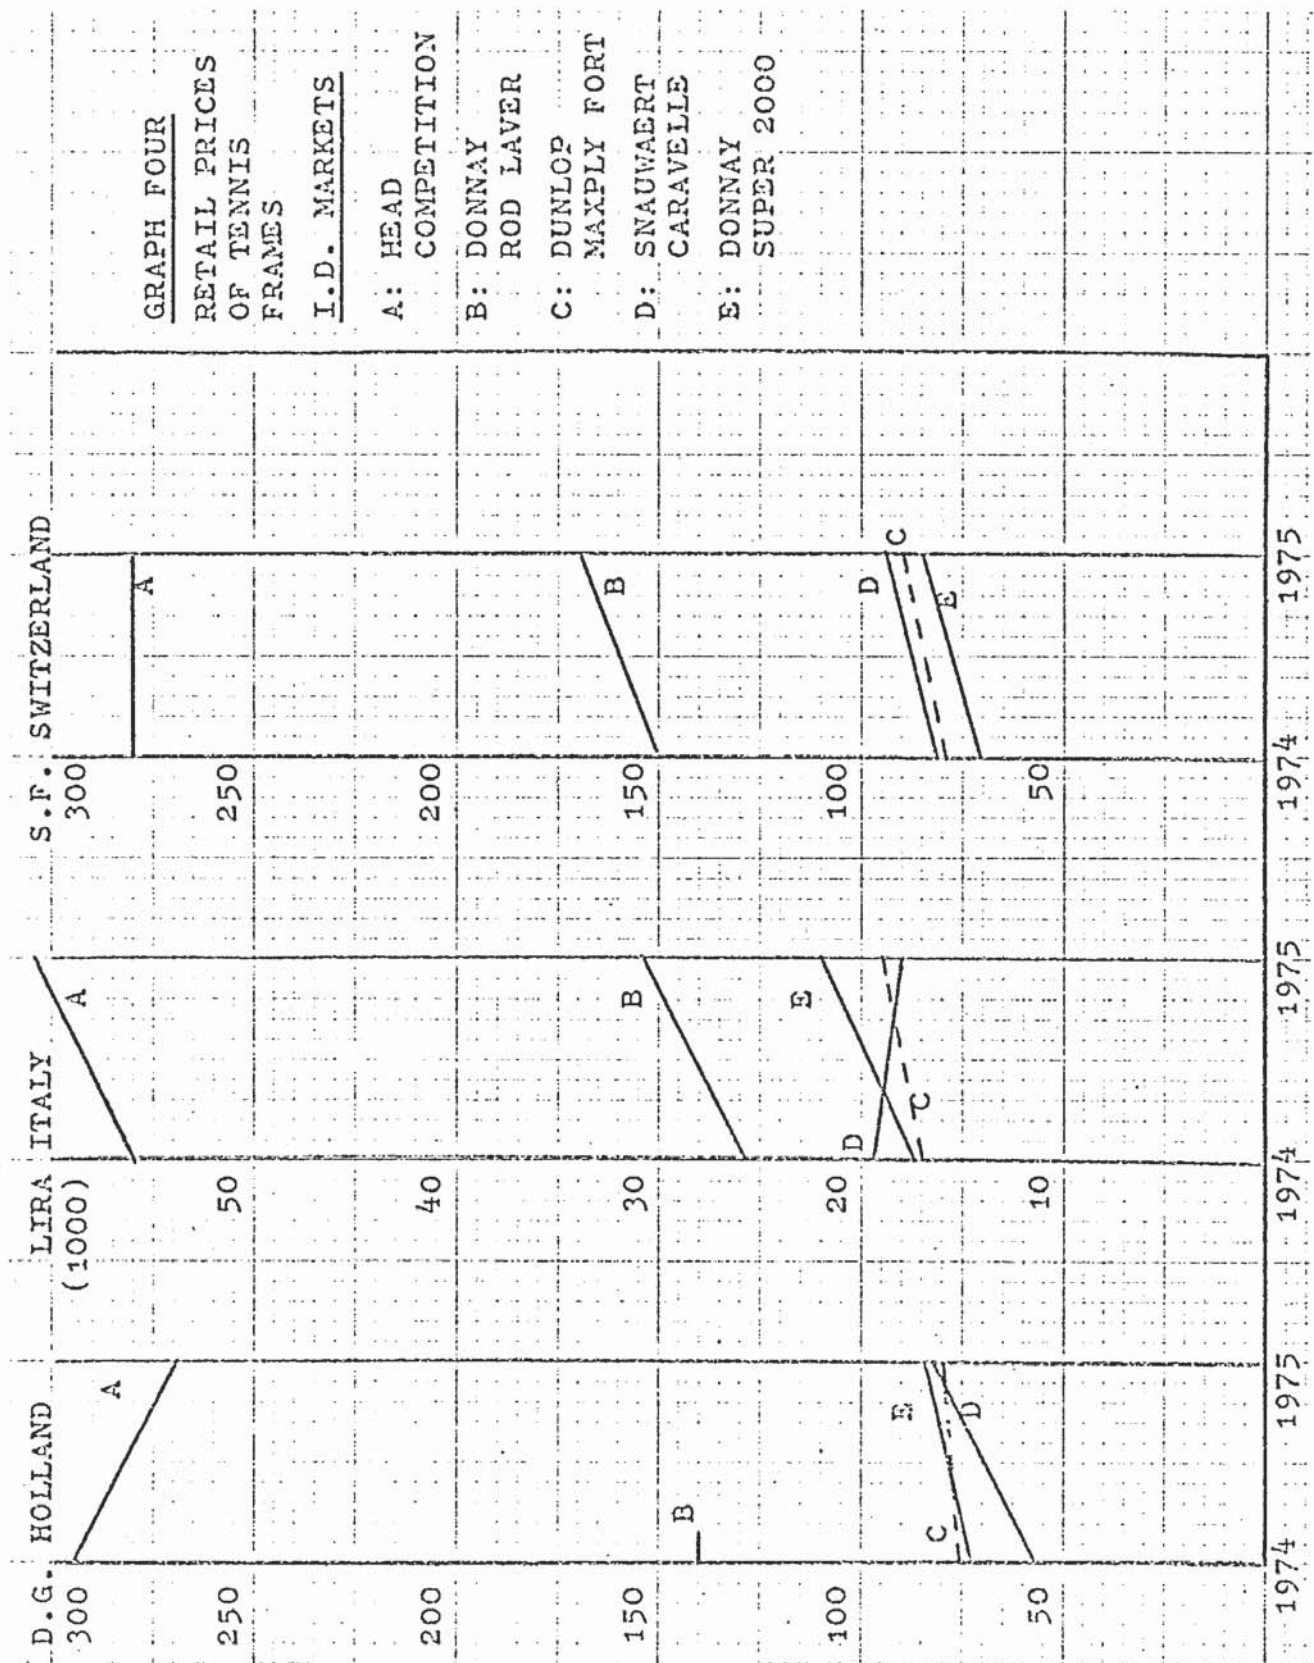 D.G. HOLLAND
LIRA ITALY
(1000)
S.F. SWITZERLAND
300
250
200
150
100
50
A
B
C
E
D
1974
1975
50
40
30
20
10
A
B
E
D
C
1974
1975
300
250
200
150
100
50
A
B
D
C
E
1974
1975
GRAPH FOUR
RETAIL PRICES
OF TENNIS
FRAMES
I.D. MARKETS
A: HEAD
COMPETITION
B: DONNAY
ROD LAVER
C: DUNLOP
MAXPLY FORT
D: SNAUWAERT
CARAVELLE
E: DONNAY
SUPER 2000